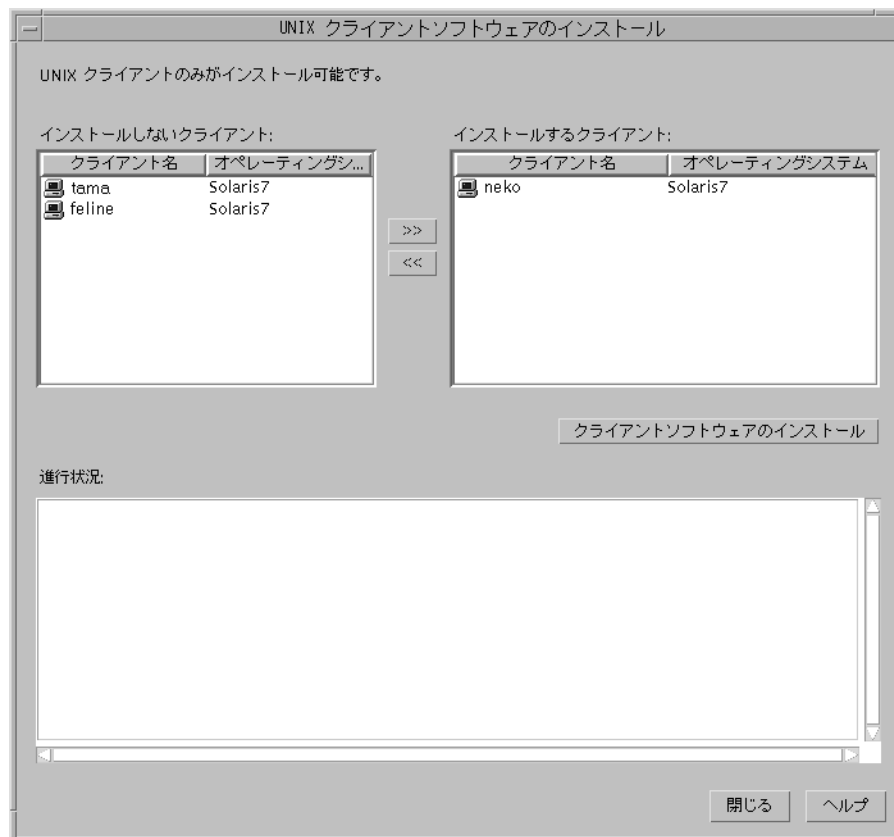 UNIX クライアントソフトウェアのインストール
UNIX クライアントのみがインストール可能です。
インストールしないクライアント:
クライアント名 オペレーティングシ...
tama Solaris7
feline Solaris7
>>
<<
インストールするクライアント:
クライアント名 オペレーティングシステム
neko Solaris7
クライアントソフトウェアのインストール
進行状況:
閉じる ヘルプ